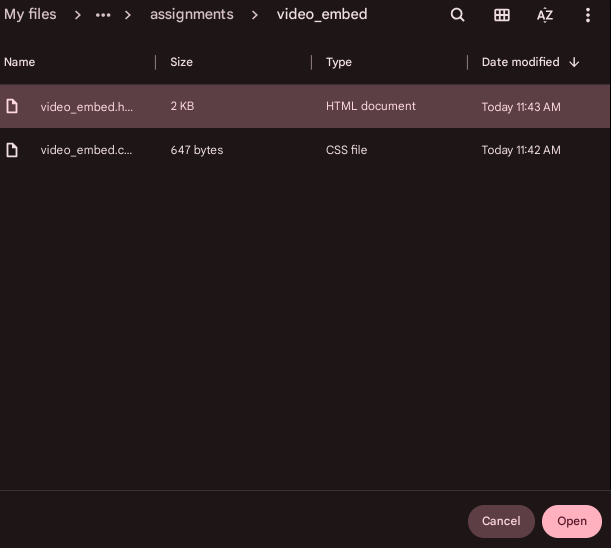 My files > ... > assignments > video_embed
Name Size Type Date modified
video_embed.h... 2 KB HTML document Today 11:43 AM
video_embed.c... 647 bytes CSS file Today 11:42 AM
Cancel Open